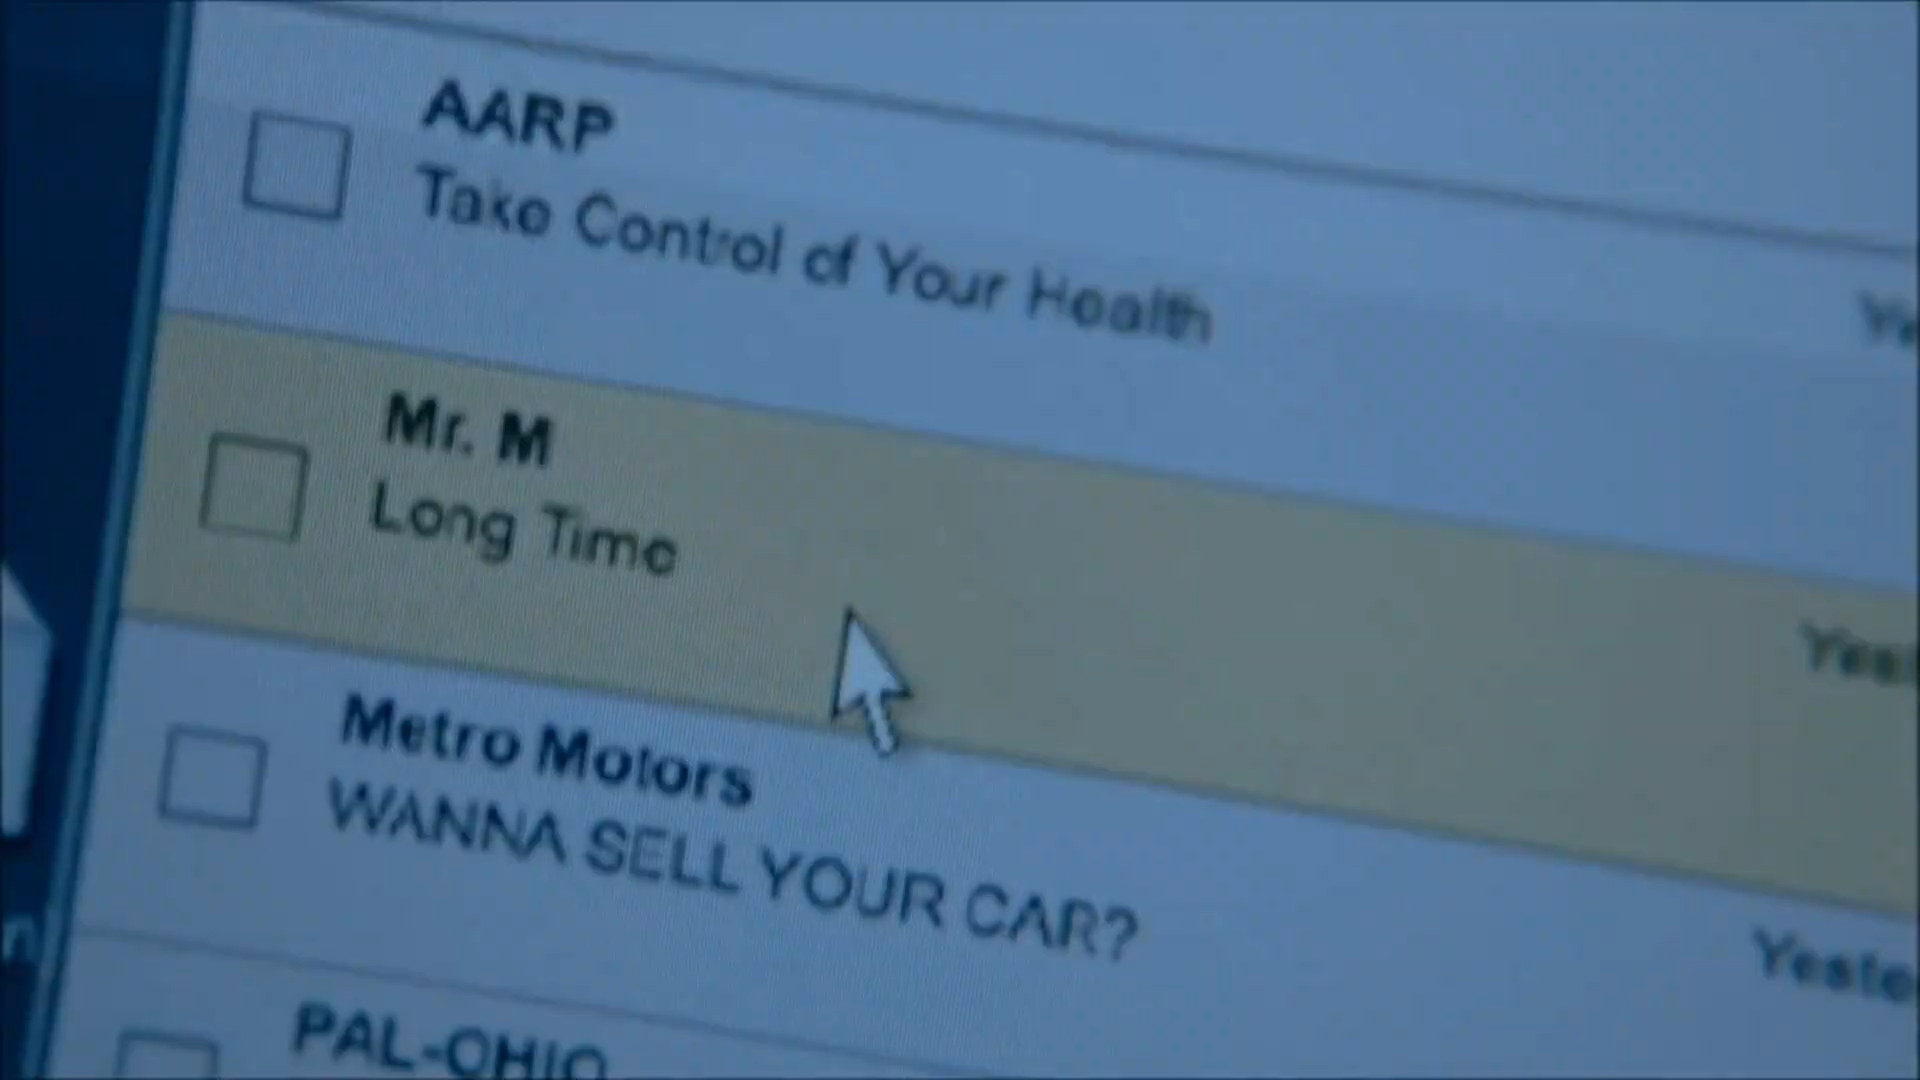 AARP
Take Control of Your Health
Mr. M
Long Time
Metro Motors
WANNA SELL YOUR CAR?
PAL-OHIO